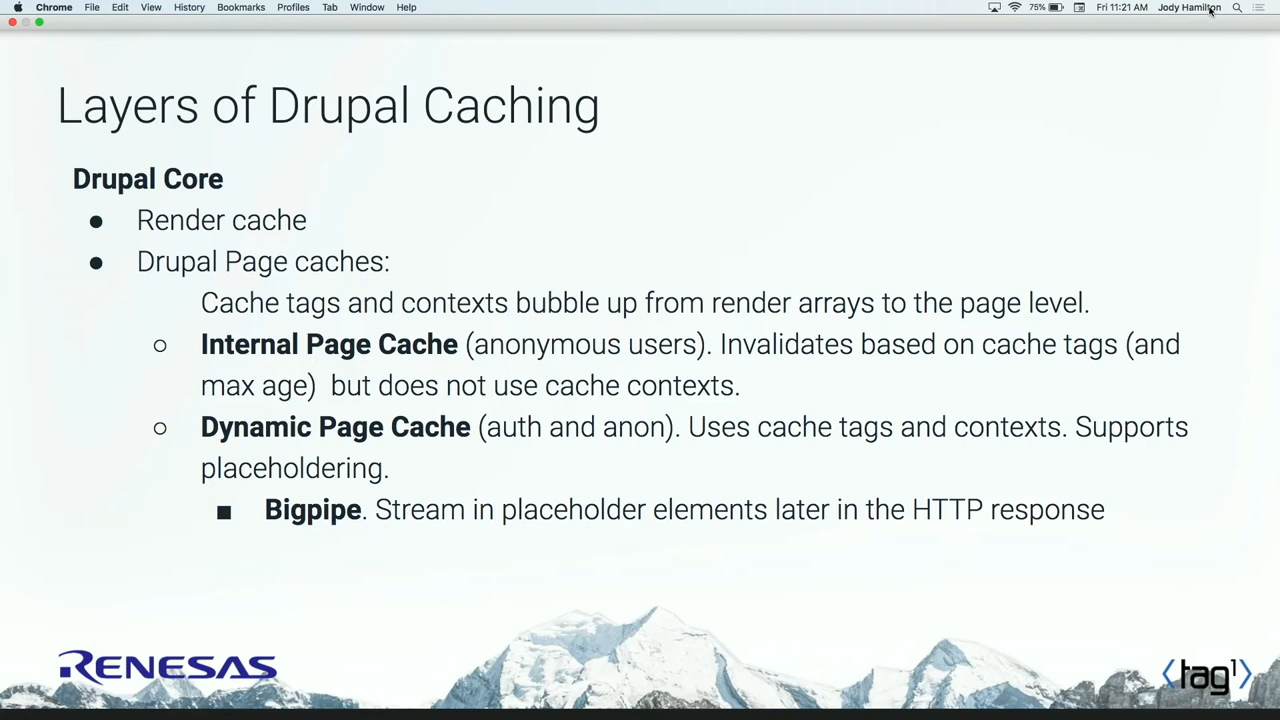 Chrome File Edit View History Bookmarks Profiles Tab Window Help 75% Fri 11:21 AM Jody Hamilton
Layers of Drupal Caching
Drupal Core
● Render cache
● Drupal Page caches:
Cache tags and contexts bubble up from render arrays to the page level.
○ Internal Page Cache (anonymous users). Invalidates based on cache tags (and
max age)  but does not use cache contexts.
○ Dynamic Page Cache (auth and anon). Uses cache tags and contexts. Supports
placeholdering.
■ Bigpipe. Stream in placeholder elements later in the HTTP response
RENESAS
⟨tag1⟩